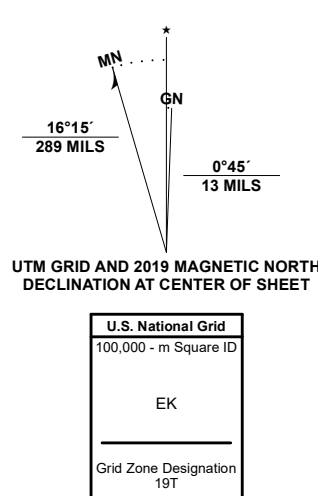 ★
MN
GN
16°15´
289 MILS
0°45´
13 MILS
UTM GRID AND 2019 MAGNETIC NORTH
DECLINATION AT CENTER OF SHEET
U.S. National Grid
100,000 - m Square ID
EK
Grid Zone Designation
19T